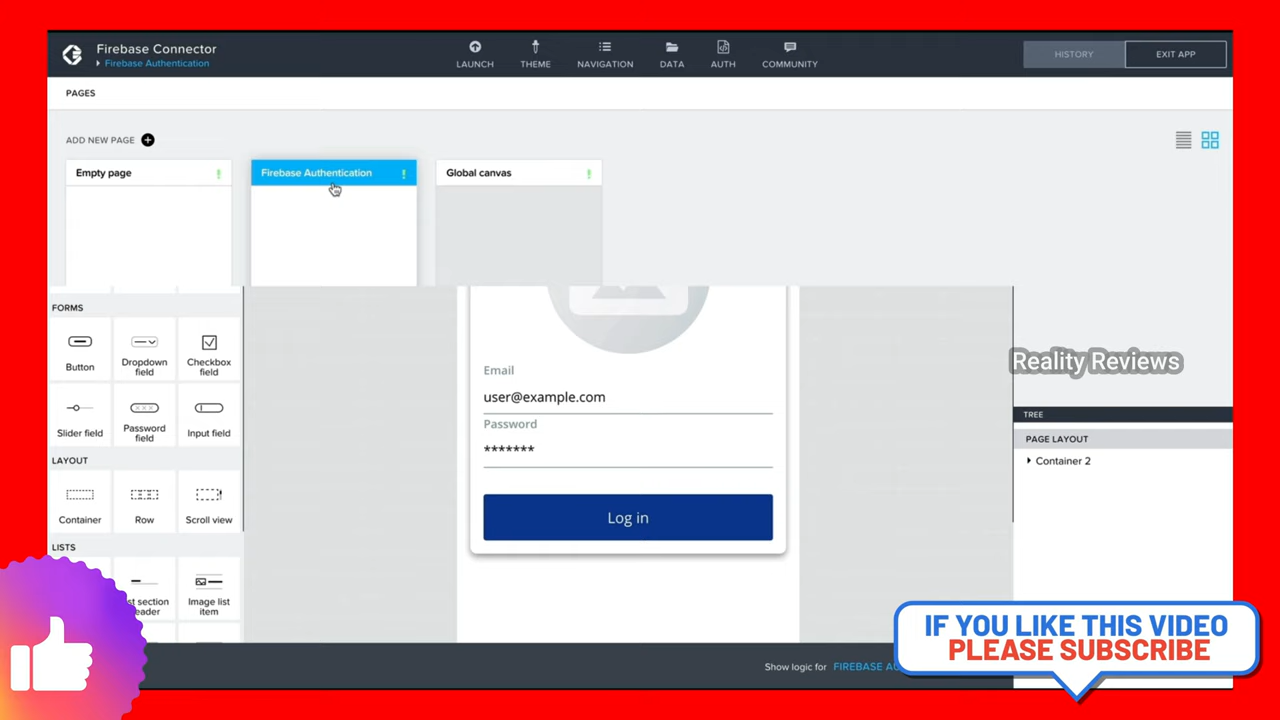 Firebase Connector
Firebase Authentication
LAUNCH
THEME
NAVIGATION
DATA
AUTH
COMMUNITY
HISTORY
EXIT APP
PAGES
ADD NEW PAGE
Empty page
Firebase Authentication
Global canvas
FORMS
Button
Dropdown
field
Checkbox
field
Slider field
Password
field
Input field
LAYOUT
Container
Row
Scroll view
LISTS
section
Image list
item
Email
user@example.com
Password
*******
Log in
Reality Reviews
TREE
PAGE LAYOUT
Container 2
Show logic for FIREBASE
IF YOU LIKE THIS VIDEO
PLEASE SUBSCRIBE